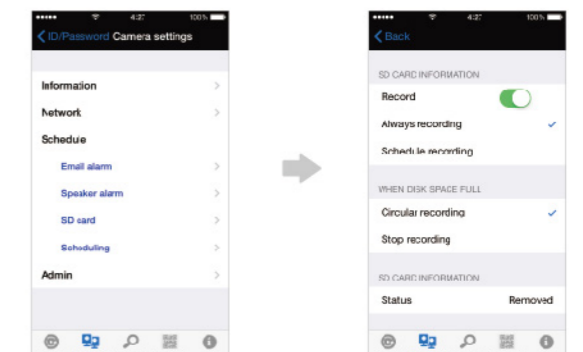 4:27 100%
ID/Password Camera settings
Information
Network
Schedule
Email alarm
Speaker alarm
SD card
Scheduling
Admin
4:27 100%
Back
SD CARD INFORMATION
Record
Always recording
Schedule recording
WHEN DISK SPACE FULL
Circular recording
Stop recording
SD CARD INFORMATION
Status Removed